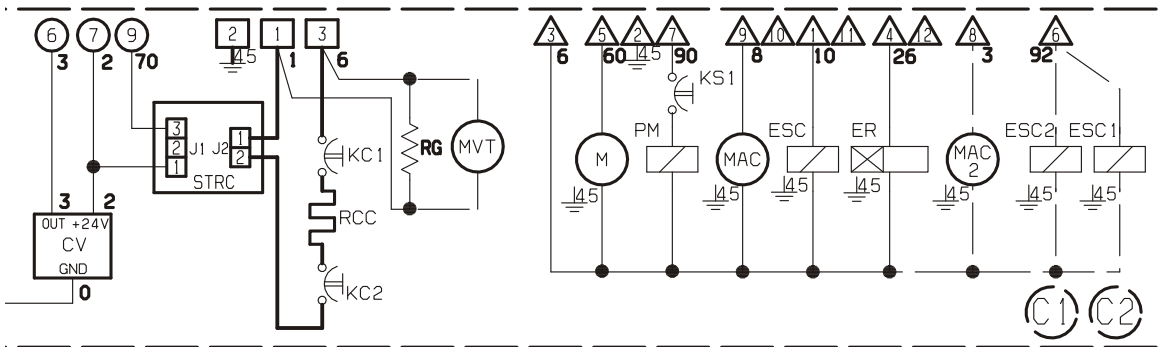 6 7 9 2 1 3 3 5 2 7 9 10 1 11 4 12 8 6
3 2 70 45 1 6 6 60 45 90 8 10 26 3 92
KS1
PM ESC ER ESC2 ESC1
3
2 J1 J2 1
1 2
STRC
KC1 RG MVT M MAC MAC
2
45 45 45 45 45 45 45
RCC
3 2
OUT +24V
CV
GND
0
KC2
C1 C2